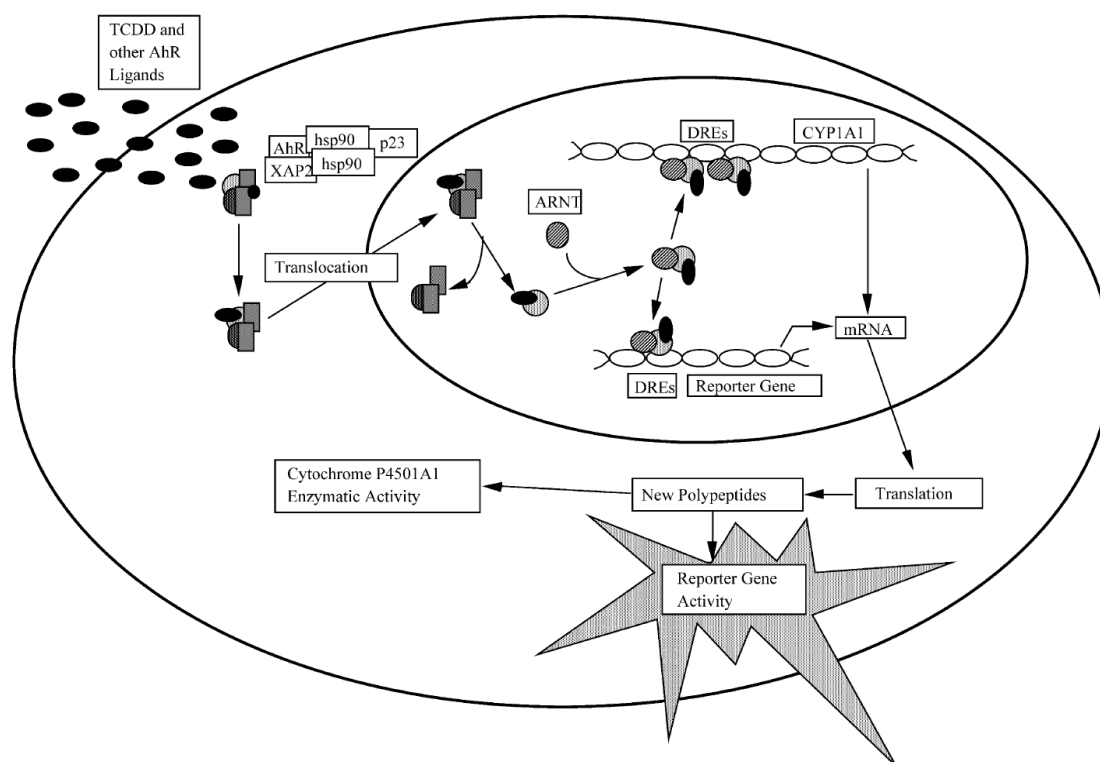 TCDD and
other AhR
Ligands
AhR
hsp90
p23
XAP2
hsp90
DREs
CYP1A1
ARNT
Translocation
mRNA
DREs
Reporter Gene
Cytochrome P4501A1
Enzymatic Activity
New Polypeptides
Translation
Reporter Gene
Activity